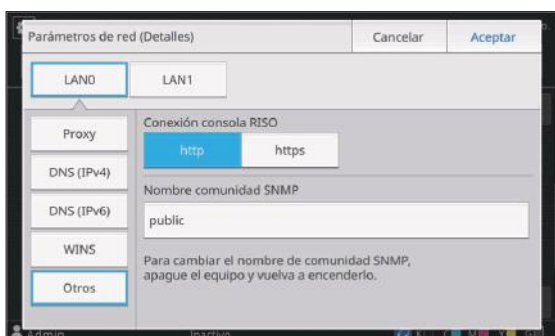 Parámetros de red (Detalles)
Cancelar
Aceptar
LAN0
LAN1
Proxy
DNS (IPv4)
DNS (IPv6)
WINS
Otros
Conexión consola RISO
http
https
Nombre comunidad SNMP
public
Para cambiar el nombre de comunidad SNMP,
apague el equipo y vuelva a encenderlo.
Admin
Inactivo